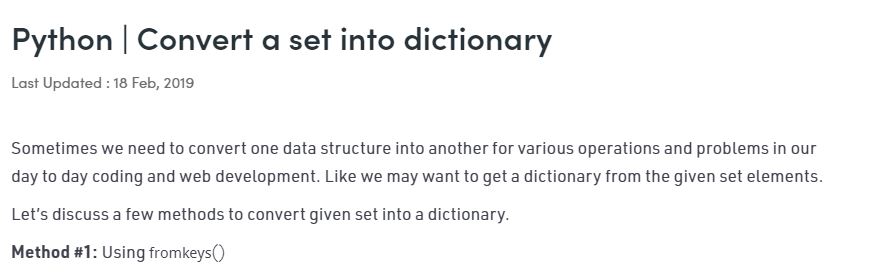 Python | Convert a set into dictionary
Last Updated : 18 Feb, 2019
Sometimes we need to convert one data structure into another for various operations and problems in our
day to day coding and web development. Like we may want to get a dictionary from the given set elements.
Let’s discuss a few methods to convert given set into a dictionary.
Method #1: Using fromkeys()